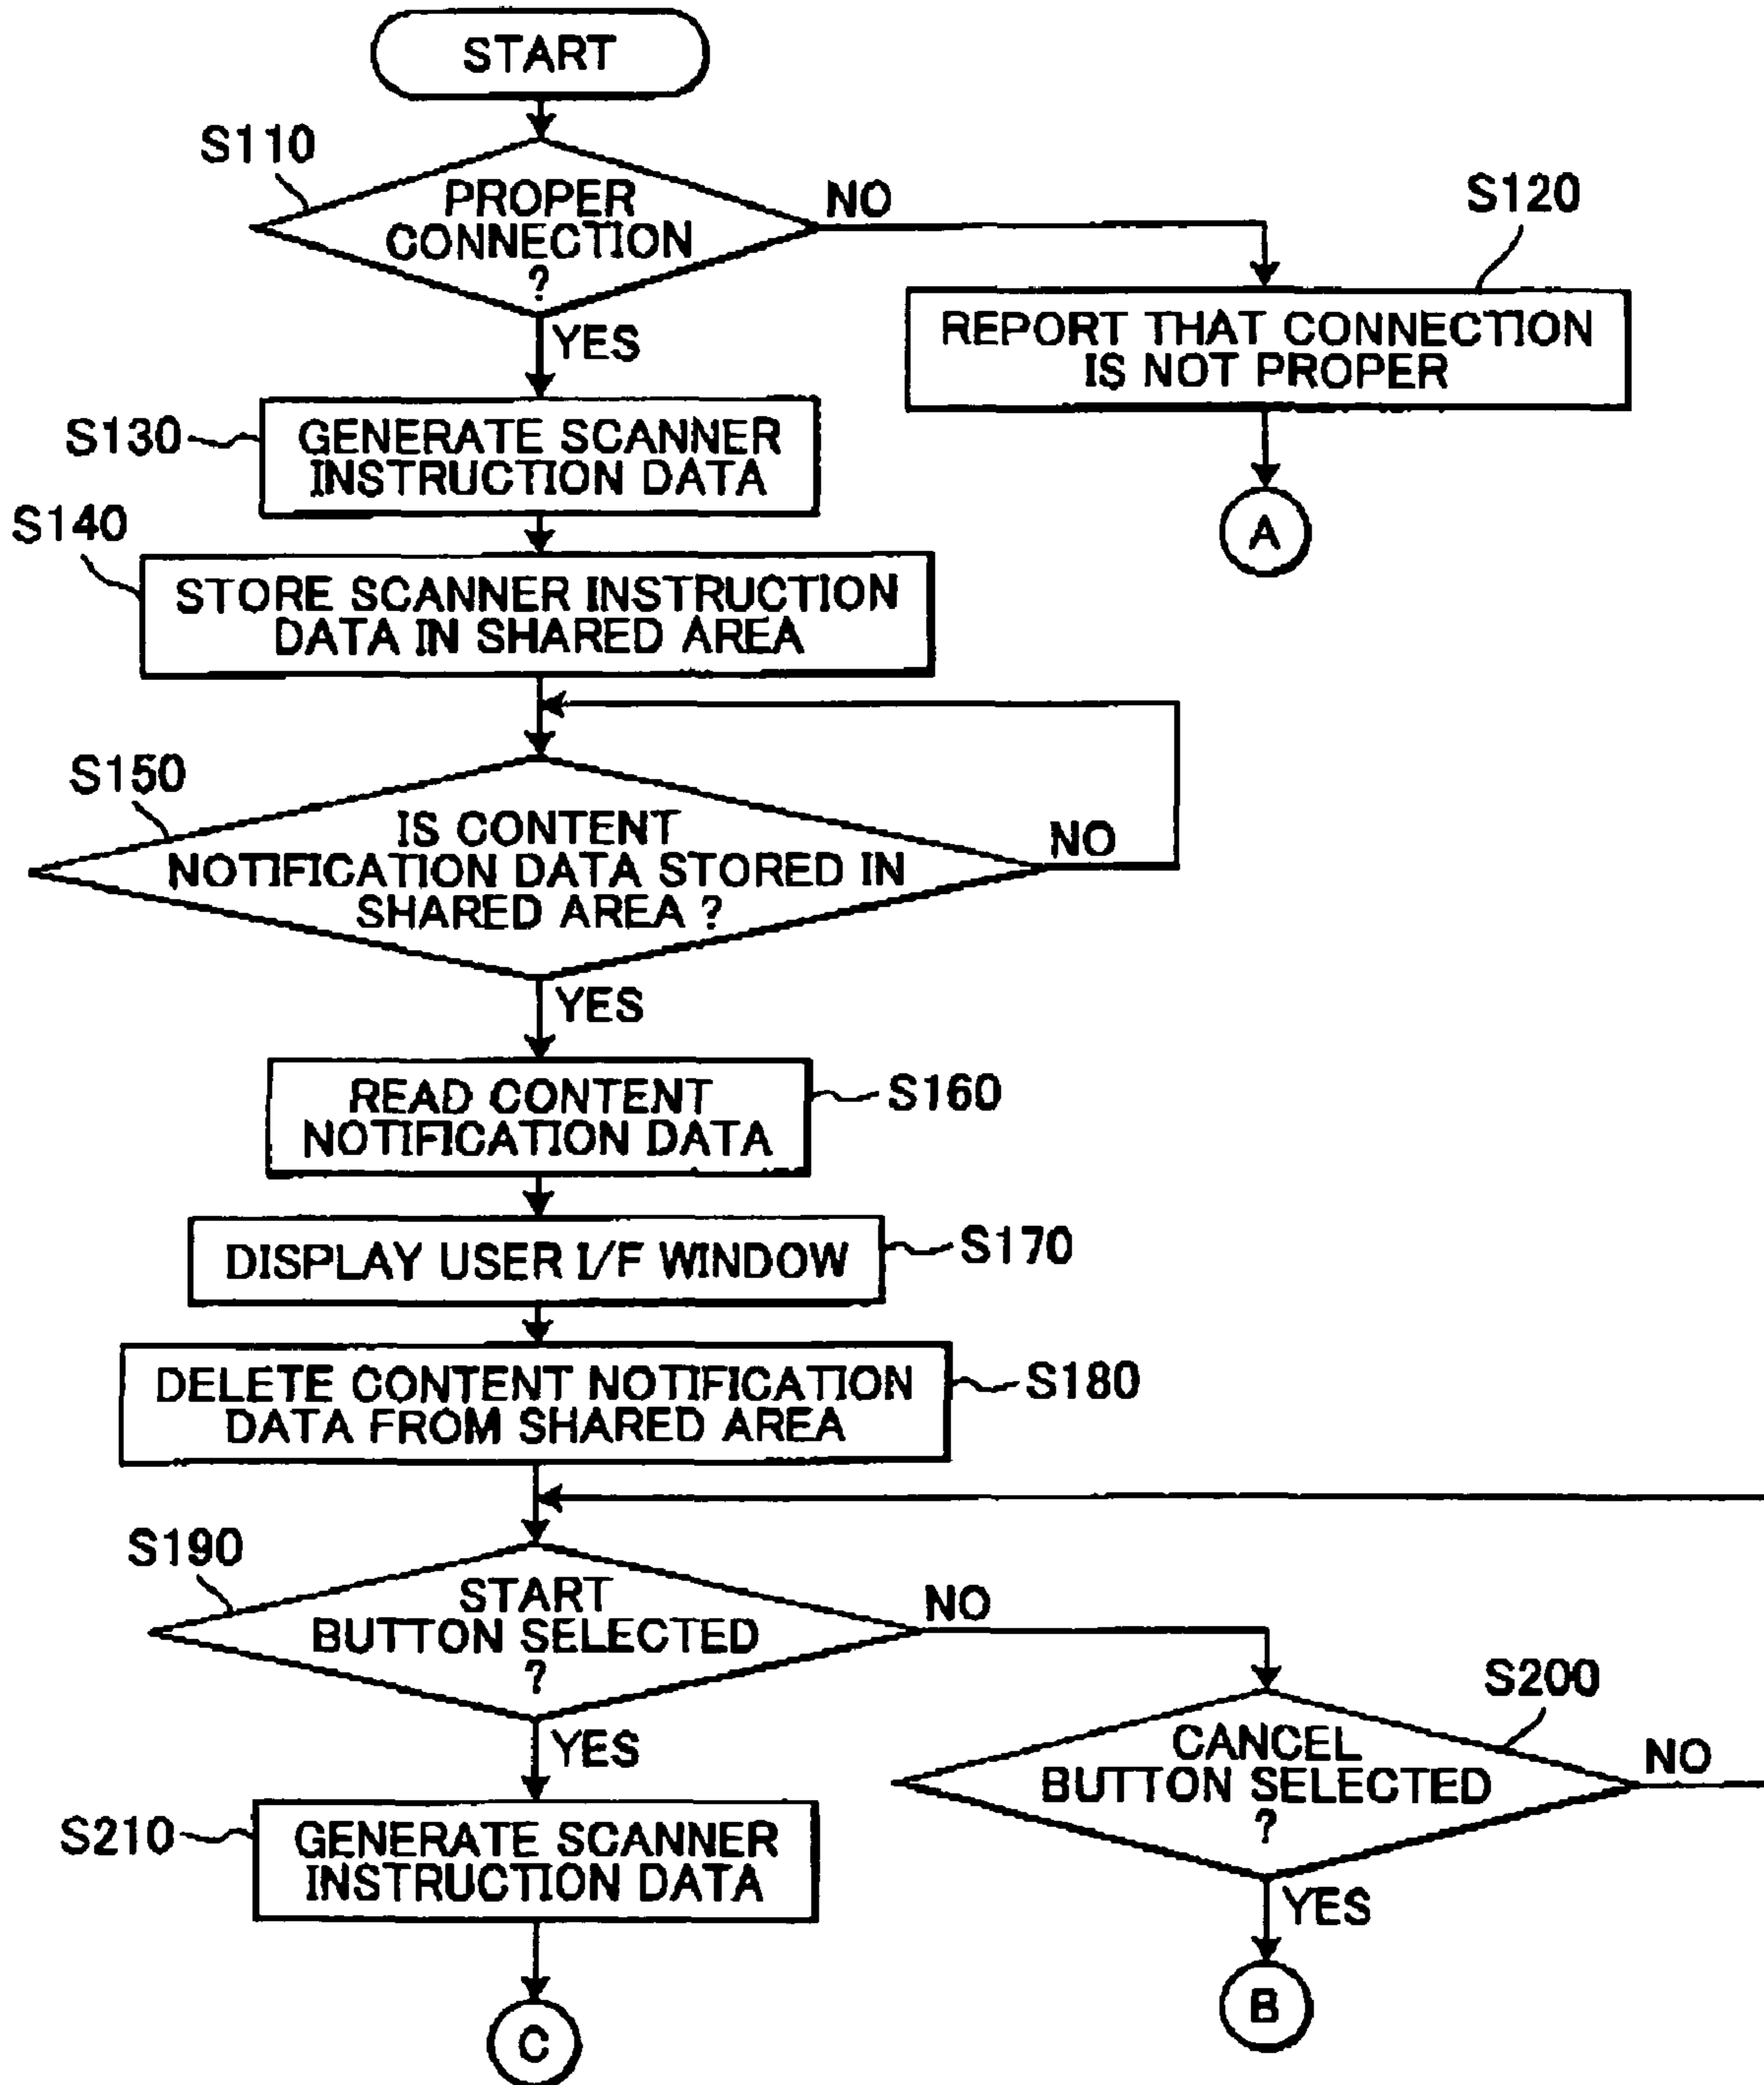 START
S110
PROPER
CONNECTION
?
NO
YES
S120
REPORT THAT CONNECTION
IS NOT PROPER
A
S130
GENERATE SCANNER
INSTRUCTION DATA
S140
STORE SCANNER INSTRUCTION
DATA IN SHARED AREA
S150
IS CONTENT
NOTIFICATION DATA STORED IN
SHARED AREA ?
NO
YES
READ CONTENT
NOTIFICATION DATA
S160
DISPLAY USER I/F WINDOW
S170
DELETE CONTENT NOTIFICATION
DATA FROM SHARED AREA
S180
S190
START
BUTTON SELECTED
?
NO
YES
S200
CANCEL
BUTTON SELECTED
?
NO
YES
B
S210
GENERATE SCANNER
INSTRUCTION DATA
C